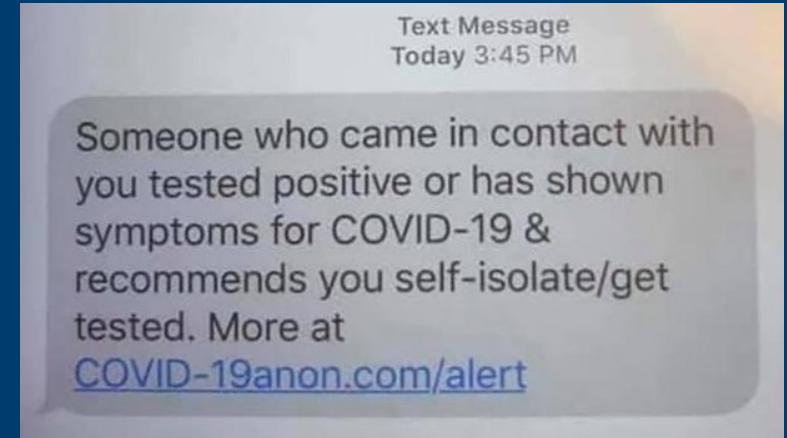 Text Message
Today 3:45 PM
Someone who came in contact with
you tested positive or has shown
symptoms for COVID-19 &
recommends you self-isolate/get
tested. More at
COVID-19anon.com/alert